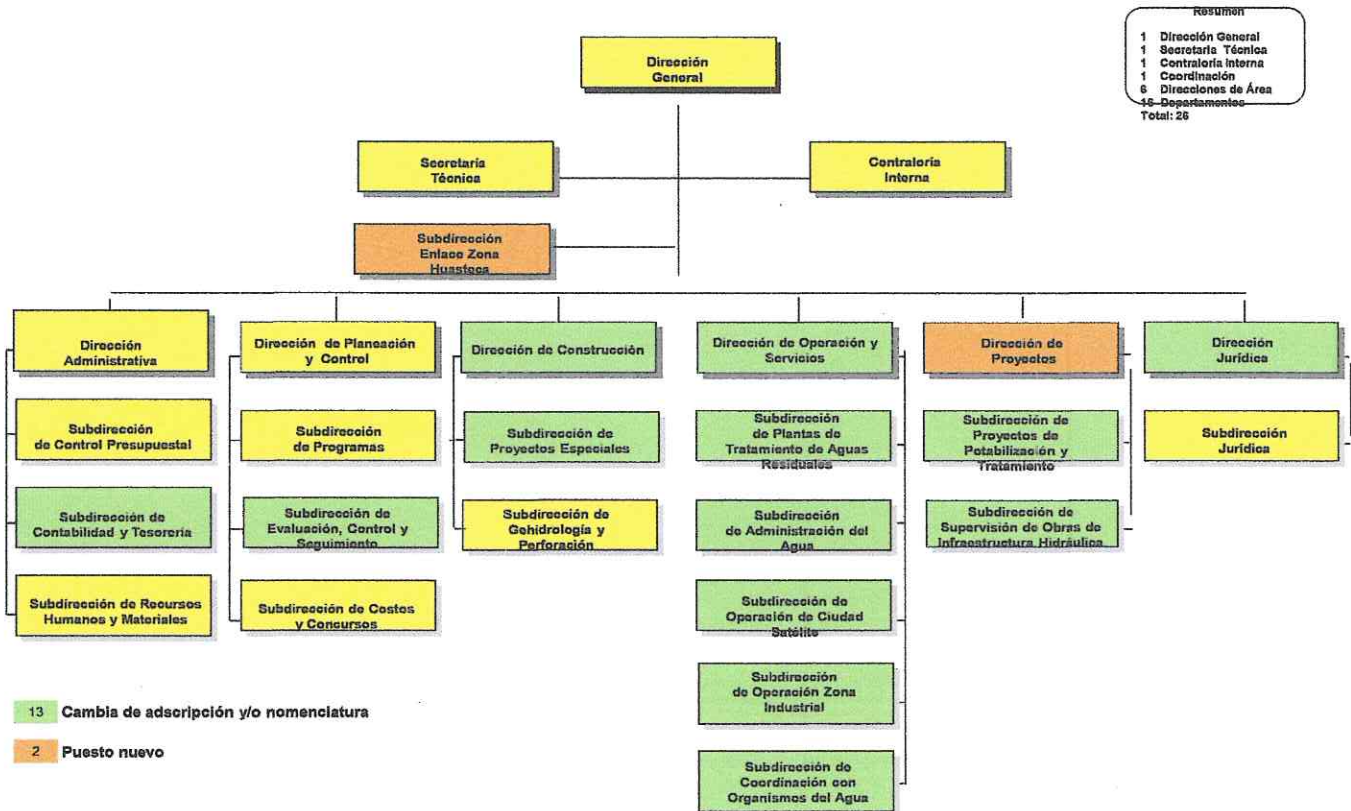 Resumen
1 Dirección General
1 Secretaria Técnica
1 Contraloría Interna
1 Coordinación
6 Direcciones de Área
16 Departamentos
Total: 26
Dirección
General
Secretaría
Técnica
Contraloría
Interna
Subdirección
Enlace Zona
Huasteca
Dirección
Administrativa
Dirección de Planeación
y Control
Dirección de Construcción
Dirección de Operación y
Servicios
Dirección de
Proyectos
Dirección
Jurídica
Subdirección
de Control Presupuestal
Subdirección
de Programas
Subdirección de
Proyectos Especiales
Subdirección
de Plantas de
Tratamiento de Aguas
Residuales
Subdirección de
Proyectos de
Potabilización y
Tratamiento
Subdirección
Jurídica
Subdirección de
Contabilidad y Tesorería
Subdirección de
Evaluación, Control y
Seguimiento
Subdirección de
Gehidrología y
Perforación
Subdirección
de Administración del
Agua
Subdirección de
Supervisión de Obras de
Infraestructura Hidráulica
Subdirección de Recursos
Humanos y Materiales
Subdirección de Costos
y Concursos
Subdirección de
Operación de Ciudad
Satélite
Subdirección
de Operación Zona
Industrial
Subdirección de
Coordinación con
Organismos del Agua
13 Cambia de adscripción y/o nomenclatura
2 Puesto nuevo